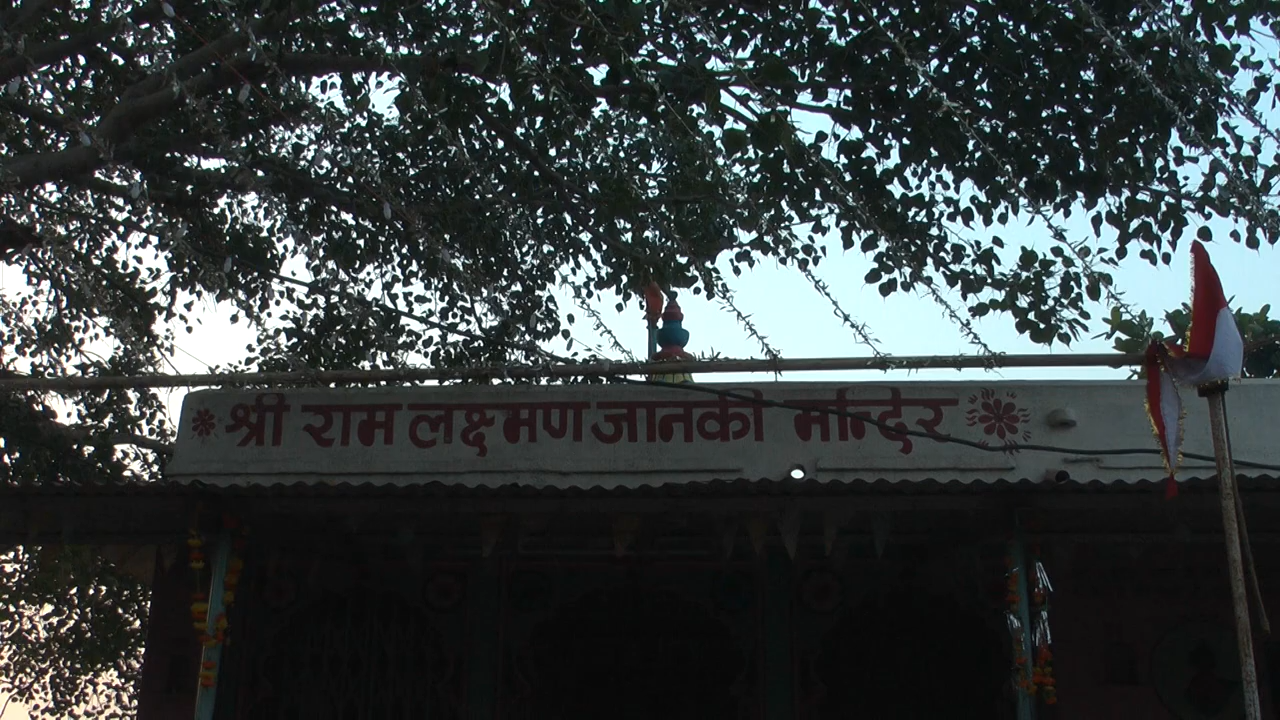 श्री राम लक्ष्मण जानकी मन्दिर